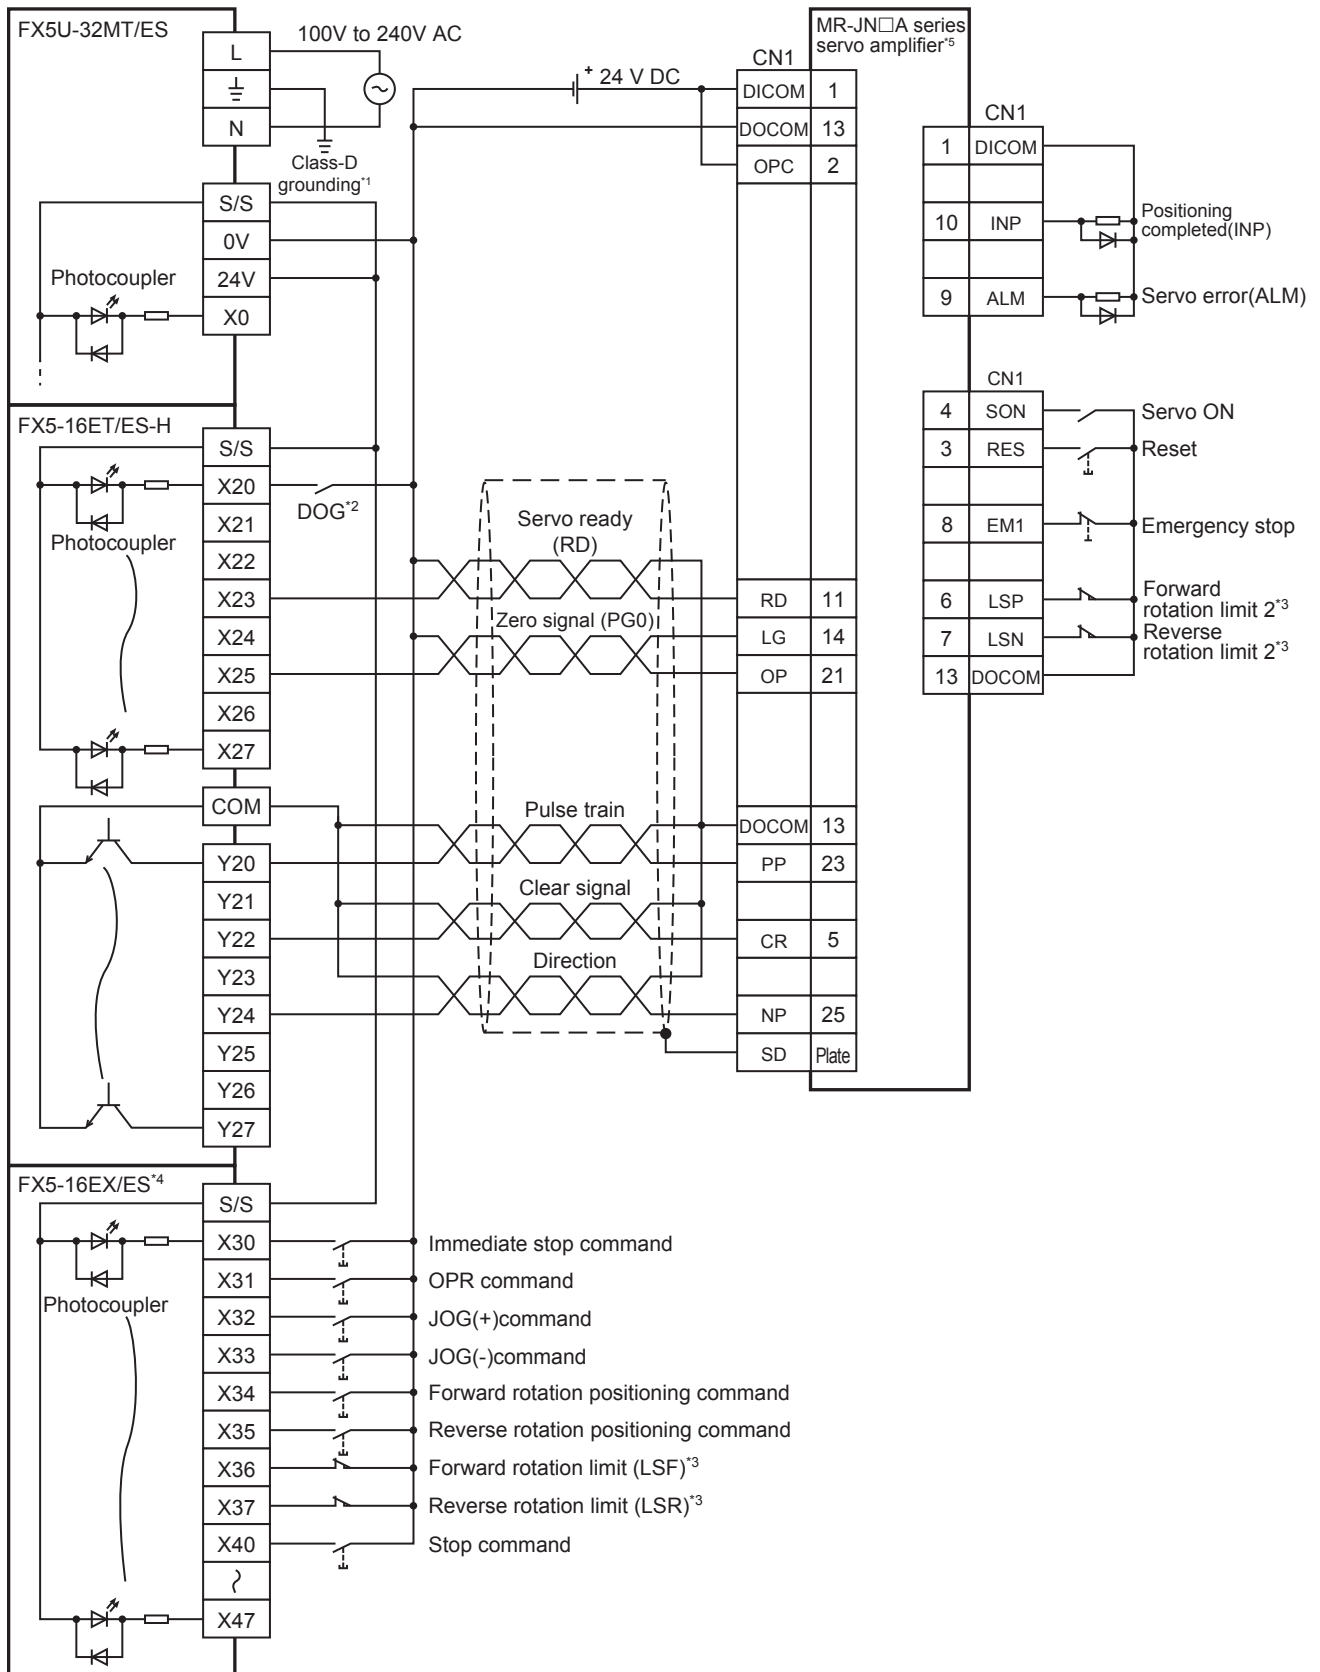 FX5U-32MT/ES
L
N
100V to 240V AC
Class-D
grounding*1
S/S
0V
24V
X0
Photocoupler
+ 24 V DC
MR-JN□A series
servo amplifier*5
CN1
DICOM 1
DOCOM 13
OPC 2
CN1
1 DICOM
10 INP
9 ALM
Positioning
completed(INP)
Servo error(ALM)
CN1
4 SON
3 RES
8 EM1
6 LSP
7 LSN
13 DOCOM
Servo ON
Reset
Emergency stop
Forward
rotation limit 2*3
Reverse
rotation limit 2*3
FX5-16ET/ES-H
S/S
X20
X21
X22
X23
X24
X25
X26
X27
Photocoupler
DOG*2
Servo ready
(RD)
Zero signal (PG0)
RD 11
LG 14
OP 21
COM
Y20
Y21
Y22
Y23
Y24
Y25
Y26
Y27
Pulse train
Clear signal
Direction
DOCOM 13
PP 23
CR 5
NP 25
SD Plate
FX5-16EX/ES*4
S/S
X30
X31
X32
X33
X34
X35
X36
X37
X40
X47
Photocoupler
Immediate stop command
OPR command
JOG(+)command
JOG(-)command
Forward rotation positioning command
Reverse rotation positioning command
Forward rotation limit (LSF)*3
Reverse rotation limit (LSR)*3
Stop command